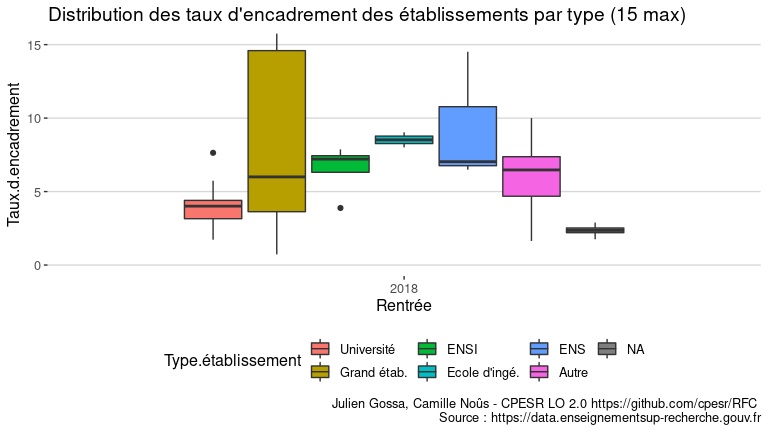 Distribution des taux d'encadrement des établissements par type (15 max)
Taux.d.encadrement
15
10
5
0
2018
Rentrée
Type.établissement
Université
Grand étab.
ENSI
Ecole d'ingé.
ENS
Autre
NA
Julien Gossa, Camille Noûs - CPESR LO 2.0 https://github.com/cpesr/RFC
Source : https://data.enseignementsup-recherche.gouv.fr